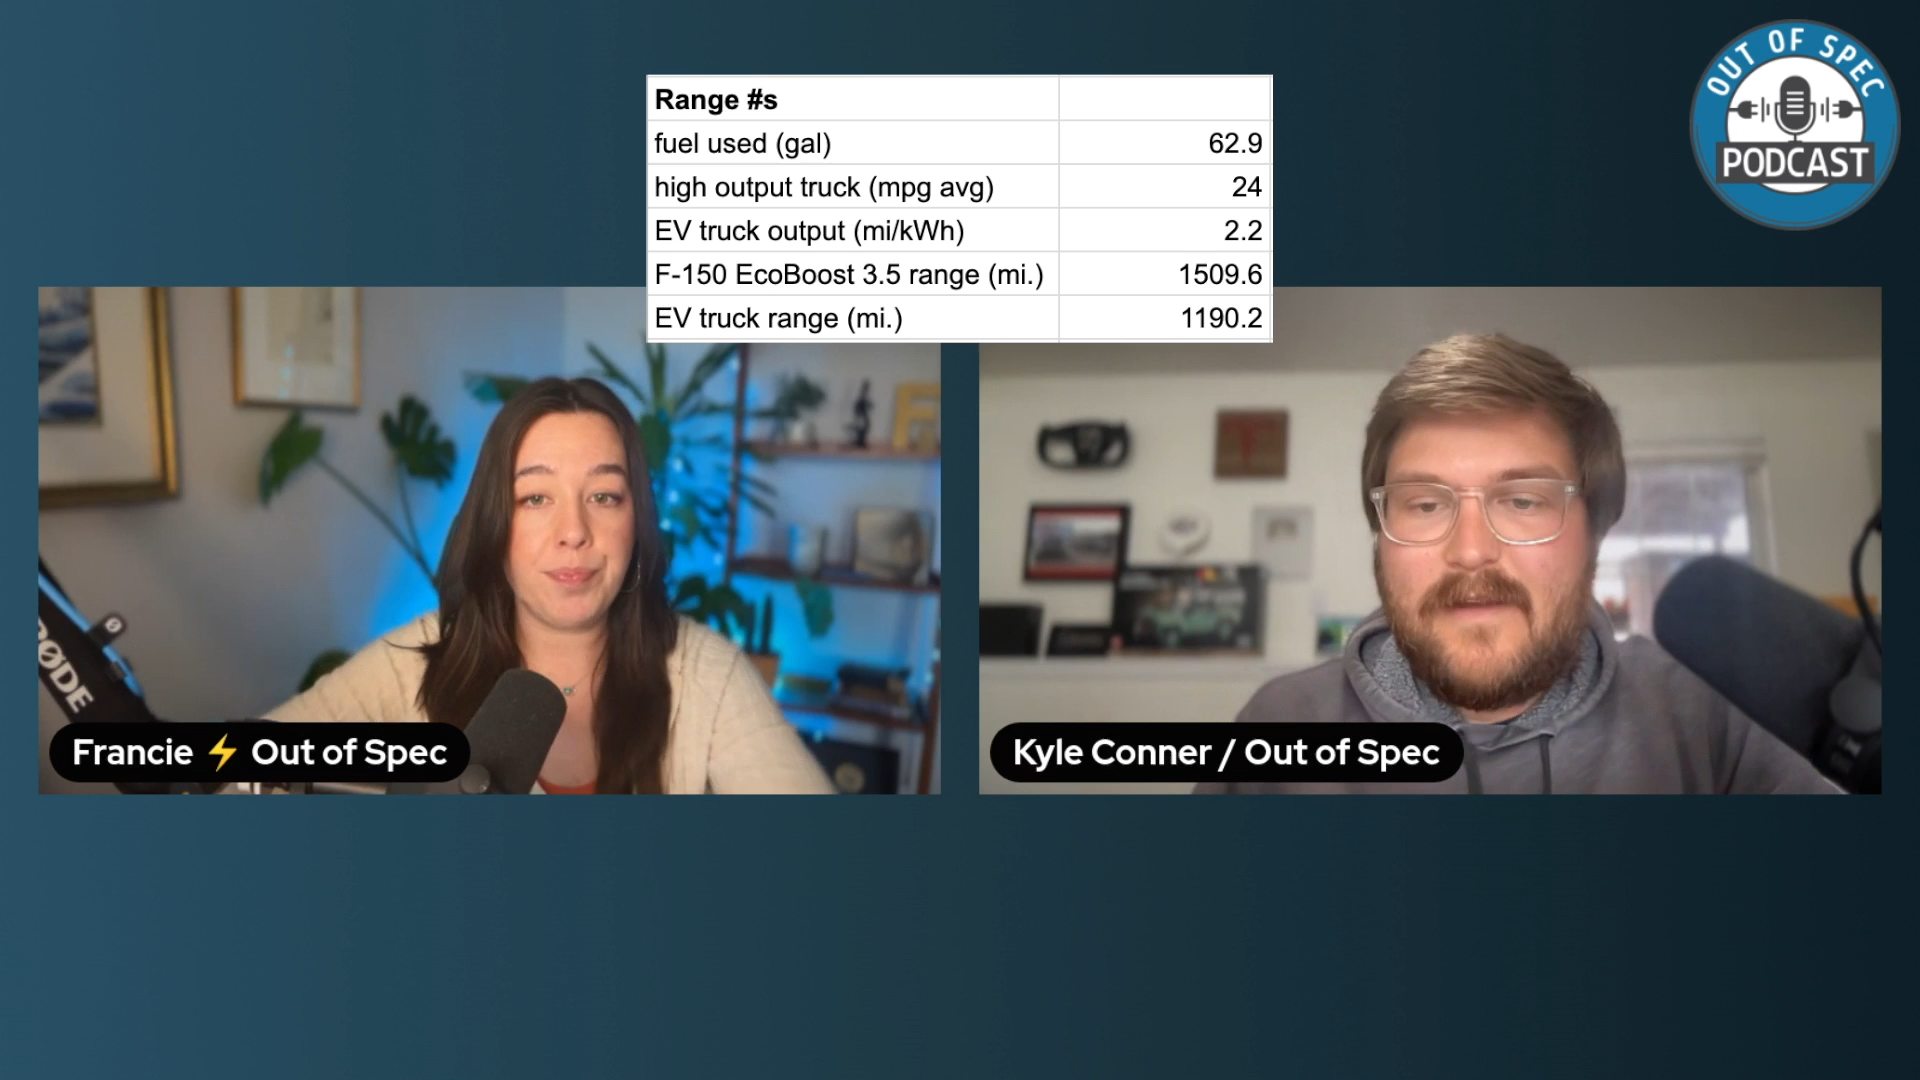 OUT OF SPEC
PODCAST
Range #s
fuel used (gal) 62.9
high output truck (mpg avg) 24
EV truck output (mi/kWh) 2.2
F-150 EcoBoost 3.5 range (mi.) 1509.6
EV truck range (mi.) 1190.2
RØDE
Francie ⚡ Out of Spec
Kyle Conner / Out of Spec